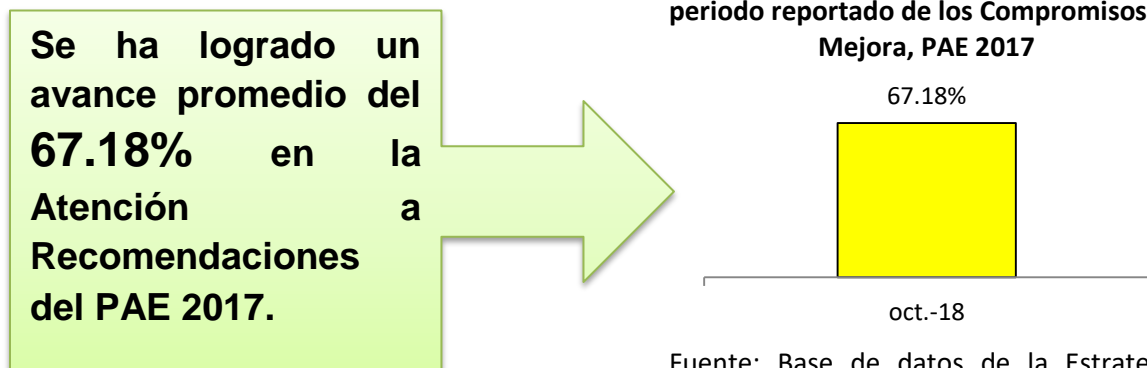 Se ha logrado un
avance promedio del
67.18% en la
Atención a
Recomendaciones
del PAE 2017.
periodo reportado de los Compromisos
Mejora, PAE 2017
67.18%
oct.-18
Fuente: Base de datos de la